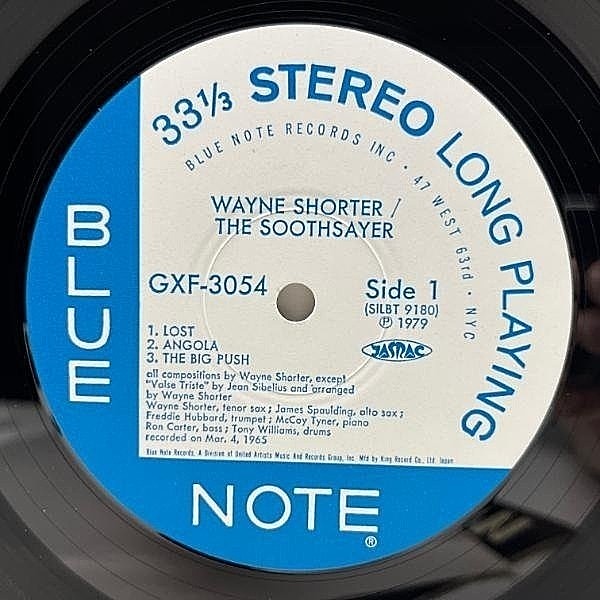 33 1/3 STEREO LONG PLAYING
BLUE NOTE RECORDS INC • 47 WEST 63rd • NYC
WAYNE SHORTER /
THE SOOTHSAYER
GXF-3054
Side 1
(SILBT 9180)
Ⓟ 1979
JASRAC
1. LOST
2. ANGOLA
3. THE BIG PUSH
all compositions by Wayne Shorter, except
"Valse Triste" by Jean Sibelius and arranged
by Wayne Shorter
Wayne Shorter, tenor sax ; James Spaulding, alto sax ;
Freddie Hubbard, trumpet ; McCoy Tyner, piano
Ron Carter, bass ; Tony Williams, drums
recorded on Mar. 4, 1965
Blue Note Records, A Division of United Artists Music And Records Group, Inc. Mfd by King Record Co., Ltd. Japan
BLUE
NOTE®